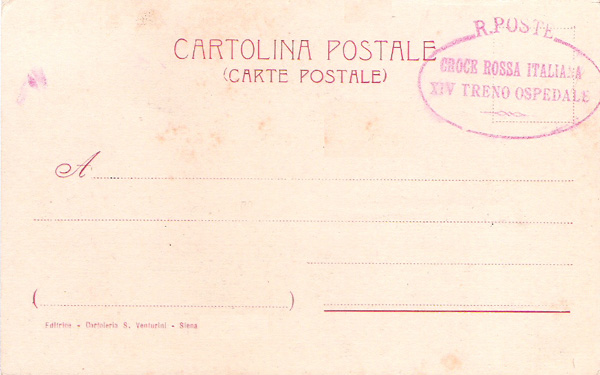 R. POSTE
CARTOLINA POSTALE
(CARTE POSTALE)
CROCE ROSSA ITALIANA
XIV TRENO OSPEDALE
A
(                    )
Editrice - Cartoleria S. Venturini - Siena